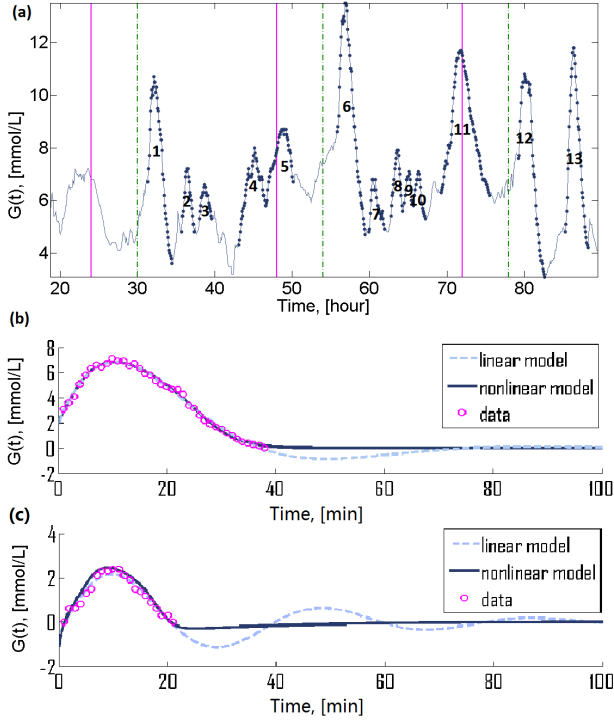 (a)
G(t), [mmol/L]
12
10
8
6
4
1
2
3
4
5
6
7
8
9
10
11
12
13
20 30 40 50 60 70 80
Time, [hour]
(b)
G(t), [mmol/L]
8
6
4
2
0
-2
linear model
nonlinear model
data
0 20 40 60 80 100
Time, [min]
(c)
G(t), [mmol/L]
4
2
0
-2
linear model
nonlinear model
data
0 20 40 60 80 100
Time, [min]